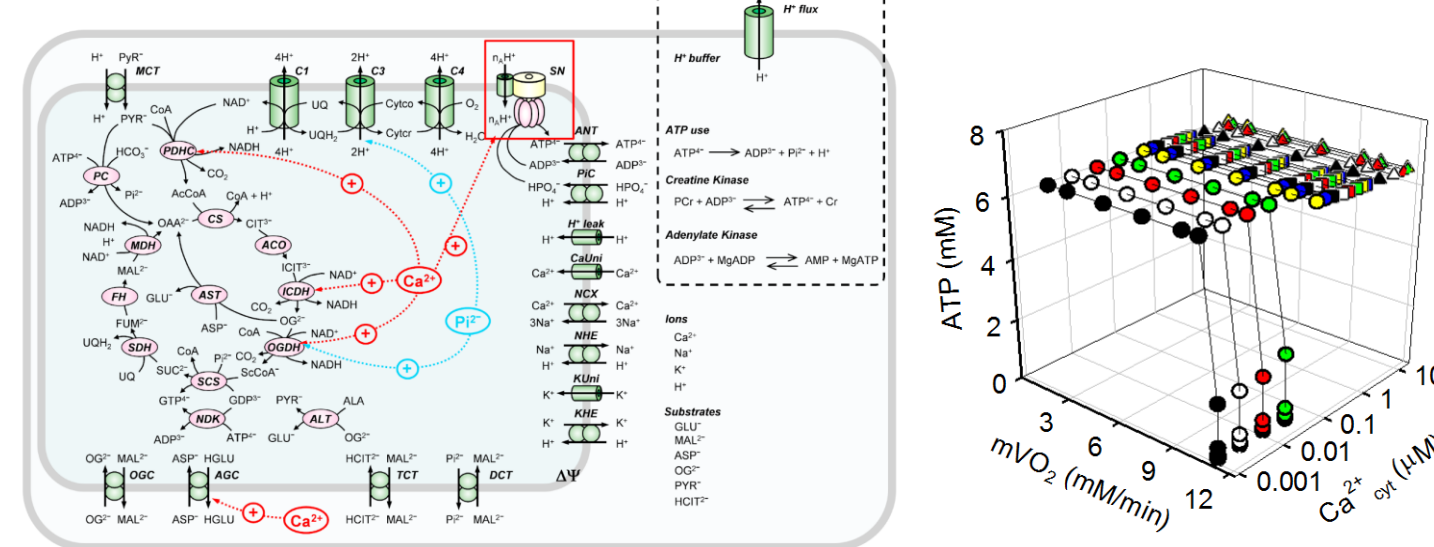 H⁺ flux
H⁺
H⁺ buffer
ATP use
ATP⁴⁻ → ADP³⁻ + Pi²⁻ + H⁺
Creatine Kinase
PCr + ADP³⁻ ⇌ ATP⁴⁻ + Cr
Adenylate Kinase
ADP³⁻ + MgADP ⇌ AMP + MgATP
Ions
Ca²⁺
Na⁺
K⁺
H⁺
Substrates
GLU⁻
MAL²⁻
ASP⁻
OG²⁻
PYR⁻
HCIT²⁻
H⁺ PyR⁻
MCT
H⁺ PYR⁻
4H⁺ C1
2H⁺ C3
4H⁺ C4
nAH⁺ SN
nAH⁺
CoA
NAD⁺
UQ
Cytco
O₂
H⁺
UQH₂
Cytcr
H₂O
4H⁺
2H⁺
4H⁺
PDHC
NADH
CO₂
AcCoA
ATP⁴⁻
HCO₃⁻
PC
Pi²⁻
ADP³⁻
CoA + H⁺
CS
OAA²⁻
CIT³⁻
NADH
H⁺
NAD⁺
MDH
ACO
MAL²⁻
ICIT³⁻
NAD⁺
ICDH
CO₂
NADH
FH
GLU⁻
AST
ASP⁻
OG²⁻
FUM²⁻
CoA
NAD⁺
OGDH
CO₂
NADH
UQH₂
SDH
UQ
CoA
Pi²⁻
SUC²⁻
ScCoA⁻
SCS
GTP⁴⁻
GDP³⁻
NDK
ADP³⁻
ATP⁴⁻
PYR⁻
ALA
ALT
GLU⁻
OG²⁻
+
+
+
+
+
+
+
Ca²⁺
Pi²⁻
ANT
ATP⁴⁻ ATP⁴⁻
ADP³⁻ ADP³⁻
PiC
HPO₄⁻ HPO₄⁻
H⁺ H⁺
H⁺ leak
H⁺ H⁺
CaUni
Ca²⁺ Ca²⁺
NCX
Ca²⁺ Ca²⁺
3Na⁺ 3Na⁺
NHE
Na⁺ Na⁺
H⁺ H⁺
KUni
K⁺ K⁺
KHE
K⁺ K⁺
H⁺ H⁺
OG²⁻ MAL²⁻
OGC
OG²⁻ MAL²⁻
ASP⁻ HGLU
AGC
ASP⁻ HGLU
Ca²⁺
HCIT²⁻ MAL²⁻
TCT
HCIT²⁻ MAL²⁻
Pi²⁻ MAL²⁻
DCT
Pi²⁻ MAL²⁻
ΔΨ
ATP (mM)
8
6
4
2
0
mVO₂ (mM/min)
3
6
9
12
Ca²⁺cyt (μM)
0.001
0.01
0.1
1
10